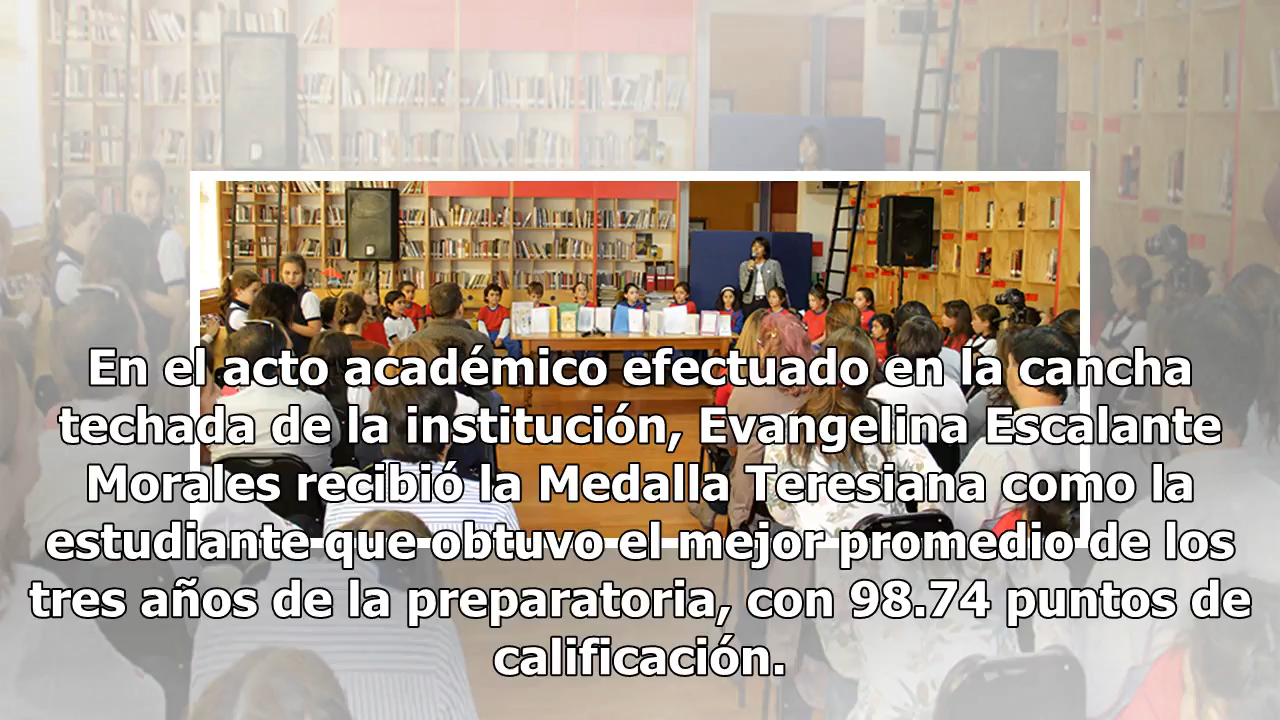 En el acto académico efectuado en la cancha
techada de la institución, Evangelina Escalante
Morales recibió la Medalla Teresiana como la
estudiante que obtuvo el mejor promedio de los
tres años de la preparatoria, con 98.74 puntos de
calificación.